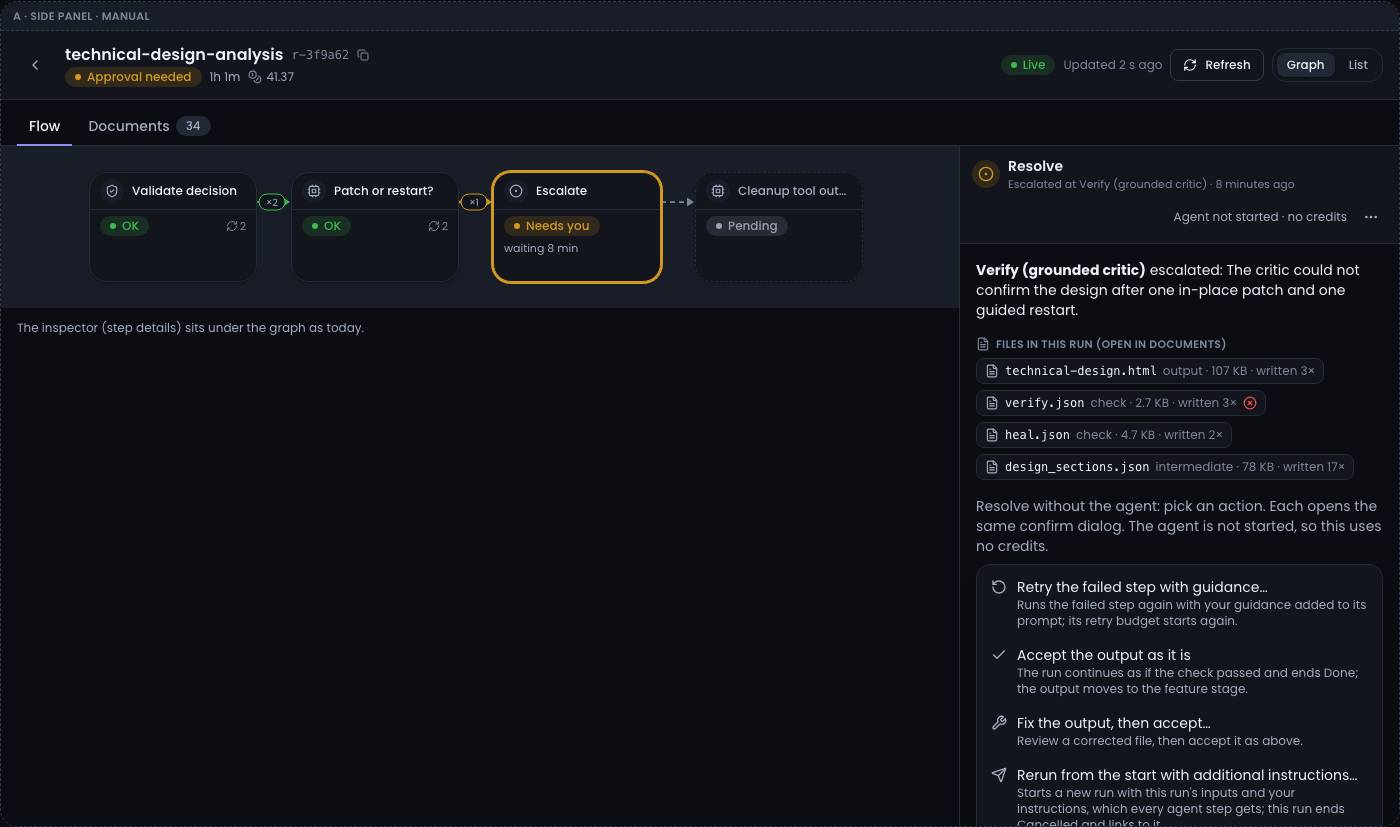 A · SIDE PANEL · MANUAL
technical-design-analysis r-3f9a62
Approval needed 1h 1m 41.37
Live Updated 2 s ago Refresh Graph List
Flow Documents 34
Validate decision
OK 2
×2
Patch or restart?
OK 2
×1
Escalate
Needs you
waiting 8 min
Cleanup tool out...
Pending
The inspector (step details) sits under the graph as today.
Resolve
Escalated at Verify (grounded critic) · 8 minutes ago
Agent not started · no credits
Verify (grounded critic) escalated: The critic could not
confirm the design after one in-place patch and one
guided restart.
FILES IN THIS RUN (OPEN IN DOCUMENTS)
technical-design.html output · 107 KB · written 3×
verify.json check · 2.7 KB · written 3×
heal.json check · 4.7 KB · written 2×
design_sections.json intermediate · 78 KB · written 17×
Resolve without the agent: pick an action. Each opens the
same confirm dialog. The agent is not started, so this uses
no credits.
Retry the failed step with guidance...
Runs the failed step again with your guidance added to its
prompt; its retry budget starts again.
Accept the output as it is
The run continues as if the check passed and ends Done;
the output moves to the feature stage.
Fix the output, then accept...
Review a corrected file, then accept it as above.
Rerun from the start with additional instructions...
Starts a new run with this run's inputs and your
instructions, which every agent step gets; this run ends
Cancelled and links to it.